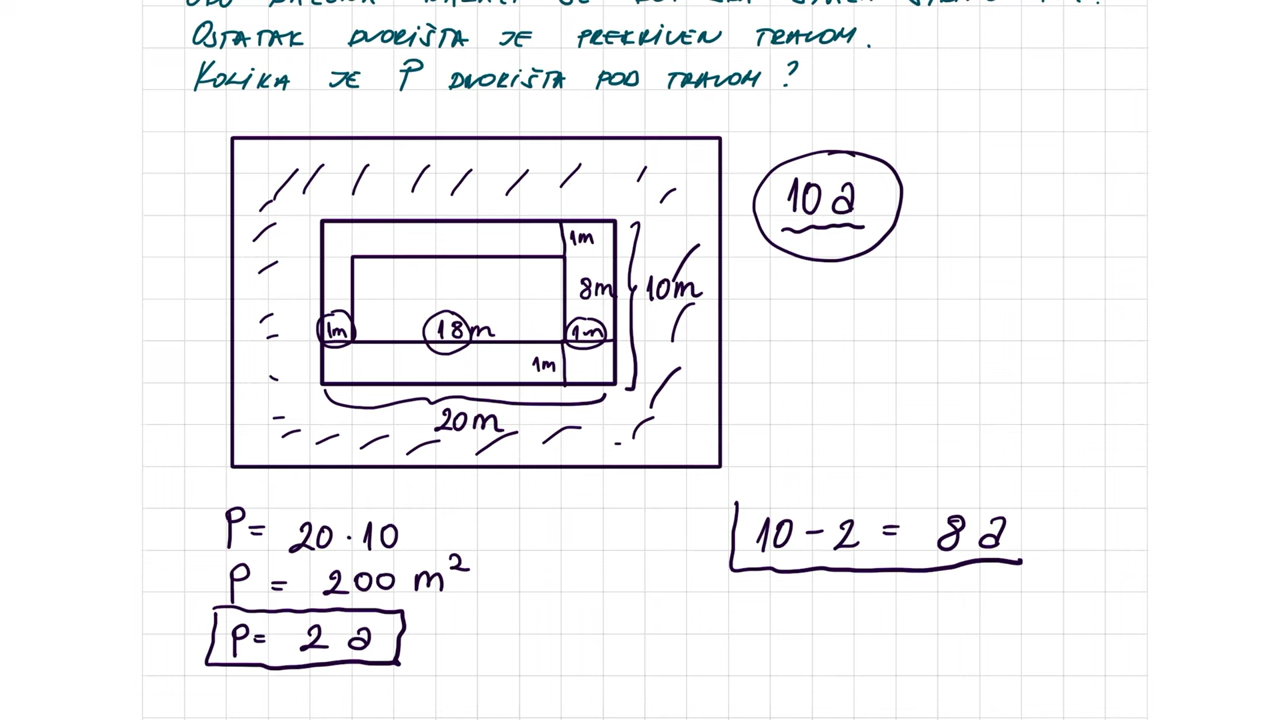 OSTATAK DVORIŠTA JE PREKRIVEN TRAVOM.
KOLIKA JE P DVORIŠTA POD TRAVOM?
10 a
1m
8m
10m
1m
18m
1m
1m
20m
P = 20 · 10
P = 200 m²
P = 2 a
10 - 2 = 8 a